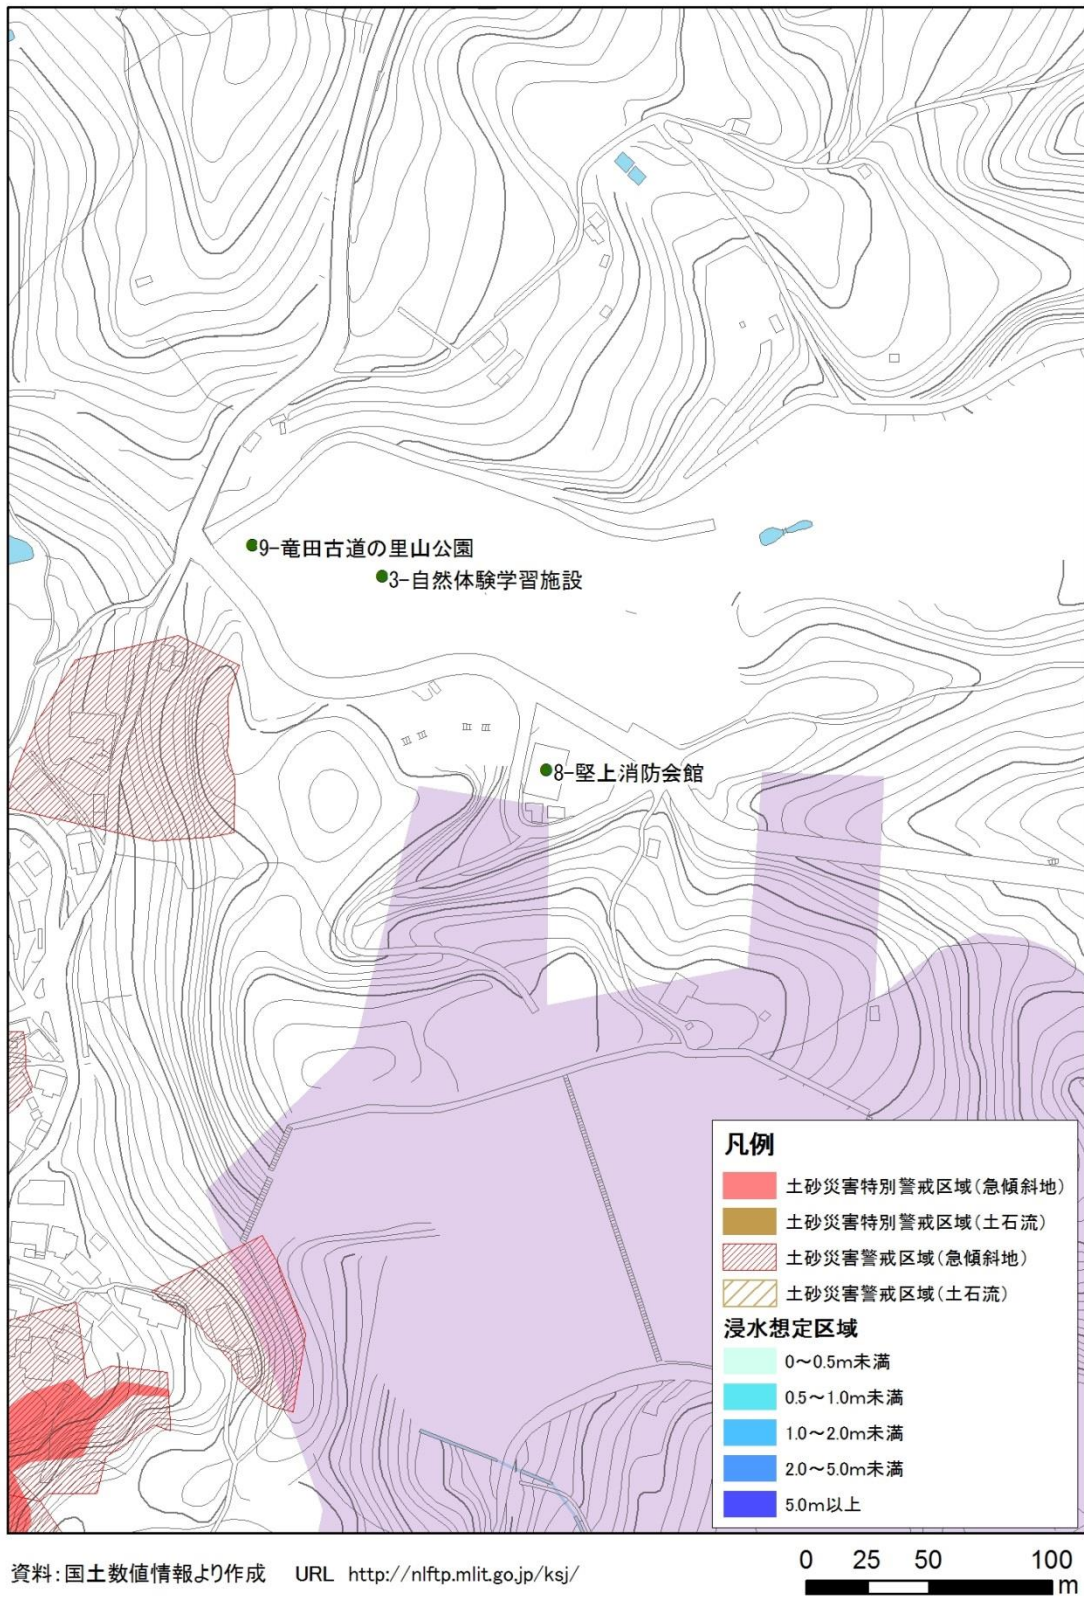 9-竜田古道の里山公園
3-自然体験学習施設
8-堅上消防会館
凡例
土砂災害特別警戒区域(急傾斜地)
土砂災害特別警戒区域(土石流)
土砂災害警戒区域(急傾斜地)
土砂災害警戒区域(土石流)
浸水想定区域
0～0.5m未満
0.5～1.0m未満
1.0～2.0m未満
2.0～5.0m未満
5.0m以上
資料:国土数値情報より作成 URL http://nlftp.mlit.go.jp/ksj/
0 25 50 100
m